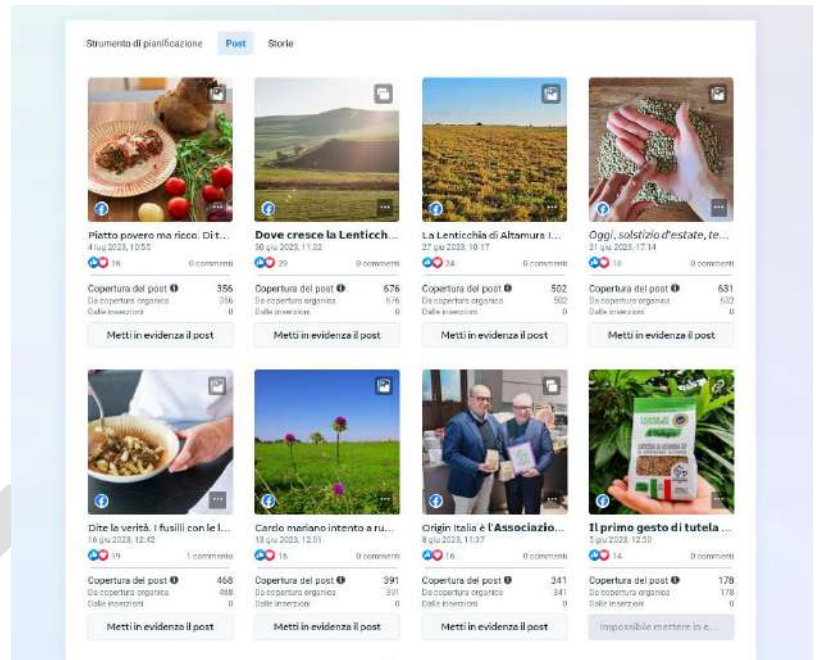 Strumento di pianificazione Post Storie
Piatto povero ma ricco. Di t...
4 lug 2023, 10:55
16 0 commenti
Copertura del post 356
Da copertura organica 356
Dalle inserzioni 0
Metti in evidenza il post
Dove cresce la Lenticch...
30 giu 2023, 11:02
29 0 commenti
Copertura del post 676
Da copertura organica 676
Dalle inserzioni 0
Metti in evidenza il post
La Lenticchia di Altamura I...
27 giu 2023, 10:17
24 0 commenti
Copertura del post 502
Da copertura organica 502
Dalle inserzioni 0
Metti in evidenza il post
Oggi, solstizio d'estate, te...
21 giu 2023, 17:14
18 0 commenti
Copertura del post 631
Da copertura organica 632
Dalle inserzioni 0
Metti in evidenza il post
Dite la verità. I fusilli con le l...
16 giu 2023, 12:42
19 1 commento
Copertura del post 468
Da copertura organica 468
Dalle inserzioni 0
Metti in evidenza il post
Cardo mariano intento a ru...
13 giu 2023, 12:01
15 0 commenti
Copertura del post 391
Da copertura organica 391
Dalle inserzioni 0
Metti in evidenza il post
Origin Italia è l'Associazio...
8 giu 2023, 11:37
16 0 commenti
Copertura del post 341
Da copertura organica 341
Dalle inserzioni 0
Metti in evidenza il post
Il primo gesto di tutela ...
5 giu 2023, 12:50
14 0 commenti
Copertura del post 178
Da copertura organica 178
Dalle inserzioni 0
Impossibile mettere in e...